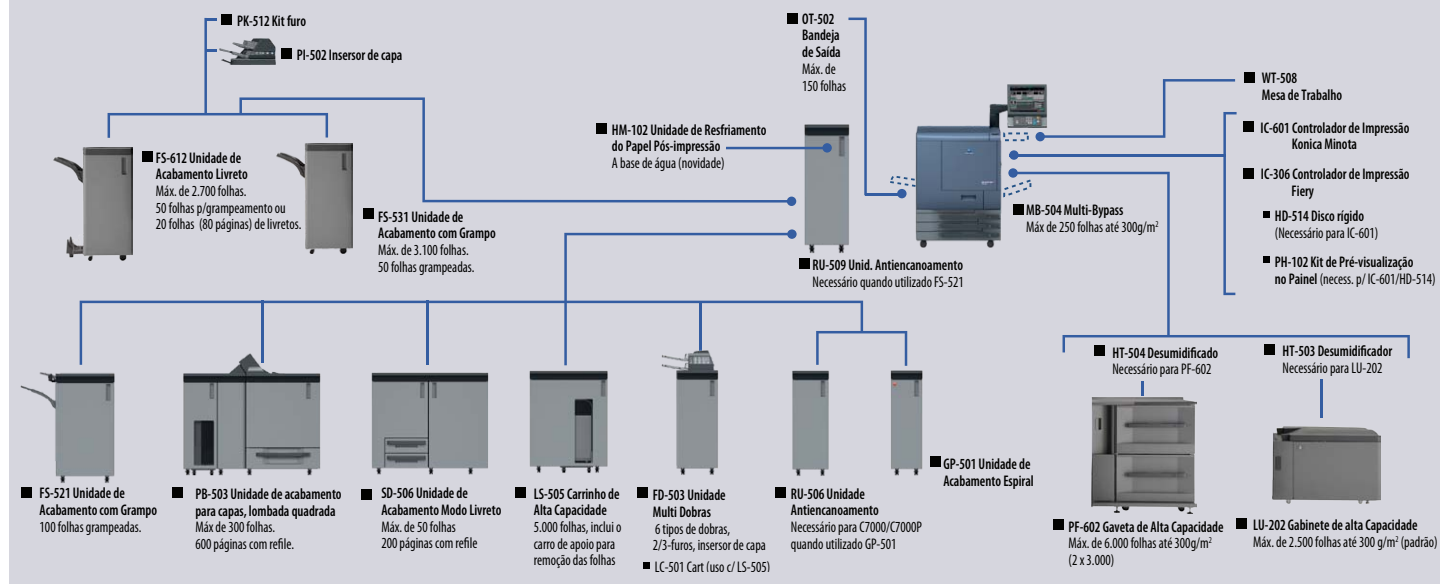 PK-512 Kit furo
PI-502 Insersor de capa
OT-502
Bandeja
de Saída
Máx. de
150 folhas
WT-508
Mesa de Trabalho
HM-102 Unidade de Resfriamento
do Papel Pós-impressão
A base de água (novidade)
IC-601 Controlador de Impressão
Konica Minota
IC-306 Controlador de Impressão
Fiery
HD-514 Disco rígido
(Necessário para IC-601)
PH-102 Kit de Pré-visualização
no Painel (necess. p/ IC-601/HD-514)
FS-612 Unidade de
Acabamento Livreto
Máx. de 2.700 folhas.
50 folhas p/grampeamento ou
20 folhas (80 páginas) de livretos.
FS-531 Unidade de
Acabamento com Grampo
Máx. de 3.100 folhas.
50 folhas grampeadas.
MB-504 Multi-Bypass
Máx de 250 folhas até 300g/m²
RU-509 Unid. Antiencanoamento
Necessário quando utilizado FS-521
HT-504 Desumidificado
Necessário para PF-602
HT-503 Desumidificador
Necessário para LU-202
FS-521 Unidade de
Acabamento com Grampo
100 folhas grampeadas.
PB-503 Unidade de acabamento
para capas, lombada quadrada
Máx de 300 folhas.
600 páginas com refile.
SD-506 Unidade de
Acabamento Modo Livreto
Máx. de 50 folhas
200 páginas com refile
LS-505 Carrinho de
Alta Capacidade
5.000 folhas, inclui o
carro de apoio para
remoção das folhas
FD-503 Unidade
Multi Dobras
6 tipos de dobras,
2/3-furos, insersor de capa
LC-501 Cart (uso c/ LS-505)
RU-506 Unidade
Antiencanoamento
Necessário para C7000/C7000P
quando utilizado GP-501
GP-501 Unidade de
Acabamento Espiral
PF-602 Gaveta de Alta Capacidade
Máx. de 6.000 folhas até 300g/m²
(2 x 3.000)
LU-202 Gabinete de alta Capacidade
Máx. de 2.500 folhas até 300 g/m² (padrão)